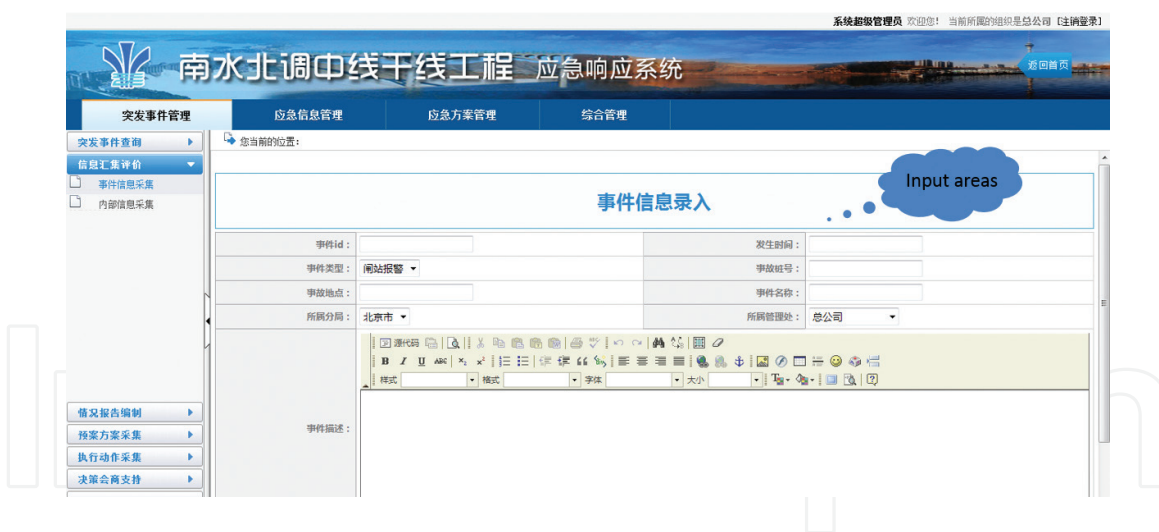 系统超级管理员 欢迎您! 当前所属的组织是总公司 【注销登录】
南水北调中线干线工程 应急响应系统
返回首页
突发事件管理 应急信息管理 应急方案管理 综合管理
突发事件查询
您当前的位置：
信息汇集评价
事件信息采集
内部信息采集
Input areas
事件信息录入
事件id： 发生时间：
事件类型： 闸站报警 事故桩号：
事故地点： 事件名称：
所属分局： 北京市 所属管理处： 总公司
源代码
B I U ABC x₂ x²
样式 格式 字体 大小
事件描述：
情况报告编制
预案方案采集
执行动作采集
决策会商支持